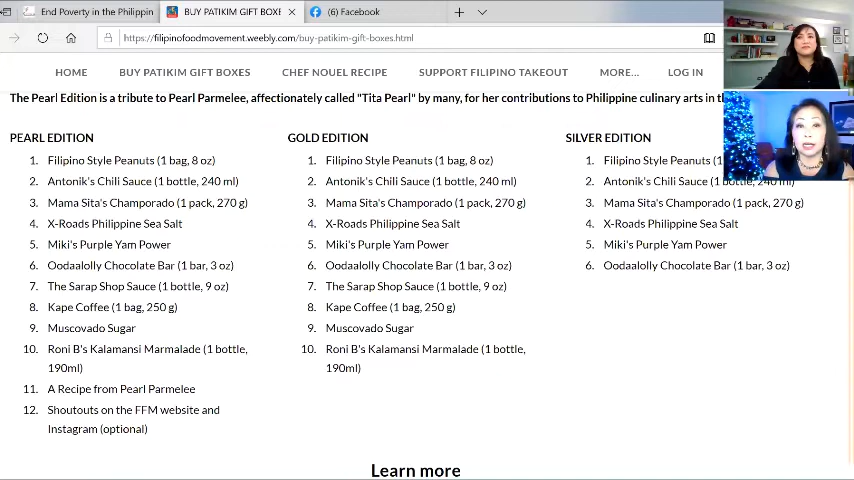 End Poverty in the Philippin
BUY PATIKIM GIFT BOXE
(6) Facebook
https://filipinofoodmovement.weebly.com/buy-patikim-gift-boxes.html
HOME
BUY PATIKIM GIFT BOXES
CHEF NOUEL RECIPE
SUPPORT FILIPINO TAKEOUT
MORE...
LOG IN
The Pearl Edition is a tribute to Pearl Parmelee, affectionately called "Tita Pearl" by many, for her contributions to Philippine culinary arts in
PEARL EDITION
1. Filipino Style Peanuts (1 bag, 8 oz)
2. Antonik's Chili Sauce (1 bottle, 240 ml)
3. Mama Sita's Champorado (1 pack, 270 g)
4. X-Roads Philippine Sea Salt
5. Miki's Purple Yam Power
6. Oodaalolly Chocolate Bar (1 bar, 3 oz)
7. The Sarap Shop Sauce (1 bottle, 9 oz)
8. Kape Coffee (1 bag, 250 g)
9. Muscovado Sugar
10. Roni B's Kalamansi Marmalade (1 bottle,
190ml)
11. A Recipe from Pearl Parmelee
12. Shoutouts on the FFM website and
Instagram (optional)
GOLD EDITION
1. Filipino Style Peanuts (1 bag, 8 oz)
2. Antonik's Chili Sauce (1 bottle, 240 ml)
3. Mama Sita's Champorado (1 pack, 270 g)
4. X-Roads Philippine Sea Salt
5. Miki's Purple Yam Power
6. Oodaalolly Chocolate Bar (1 bar, 3 oz)
7. The Sarap Shop Sauce (1 bottle, 9 oz)
8. Kape Coffee (1 bag, 250 g)
9. Muscovado Sugar
10. Roni B's Kalamansi Marmalade (1 bottle,
190ml)
SILVER EDITION
1. Filipino Style Peanuts
2. Antonik's Chili Sauce (1 bottle, 240 ml)
3. Mama Sita's Champorado (1 pack, 270 g)
4. X-Roads Philippine Sea Salt
5. Miki's Purple Yam Power
6. Oodaalolly Chocolate Bar (1 bar, 3 oz)
Learn more